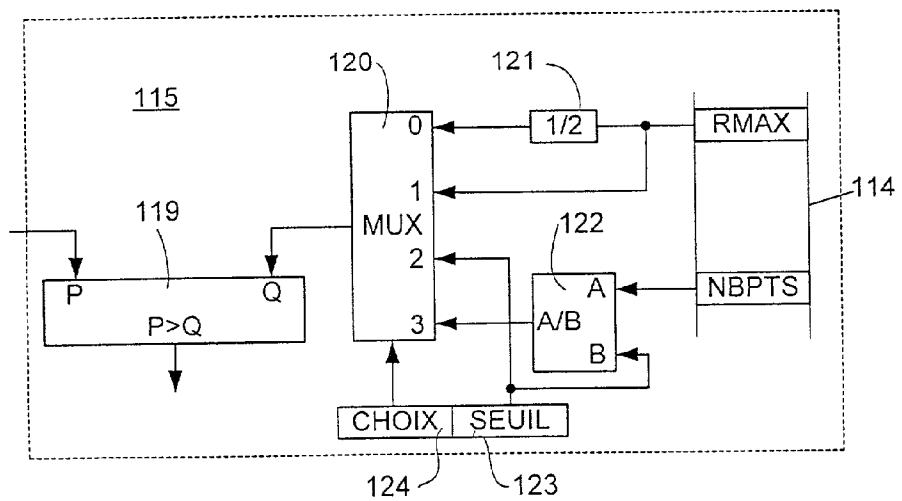 120
121
115
0
1/2
RMAX
1
114
119
MUX
122
2
P
Q
A
NBPTS
P>Q
3
A/B
B
CHOIX
SEUIL
124
123